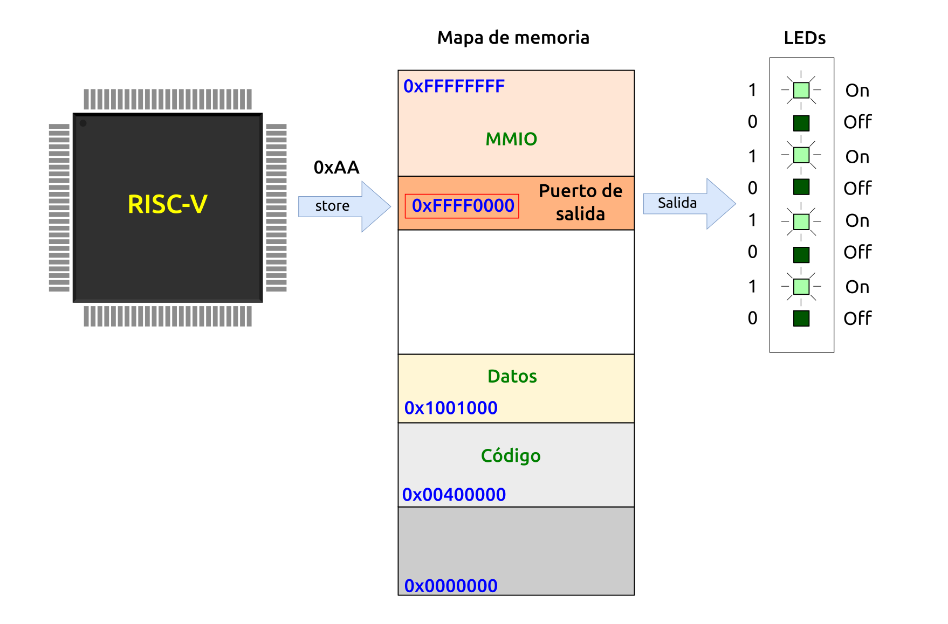 Mapa de memoria
LEDs
0xFFFFFFFF
MMIO
RISC-V
0xAA
store
0xFFFF0000
Puerto de
salida
Salida
1 On
0 Off
1 On
0 Off
1 On
0 Off
1 On
0 Off
Datos
0x1001000
Código
0x00400000
0x0000000